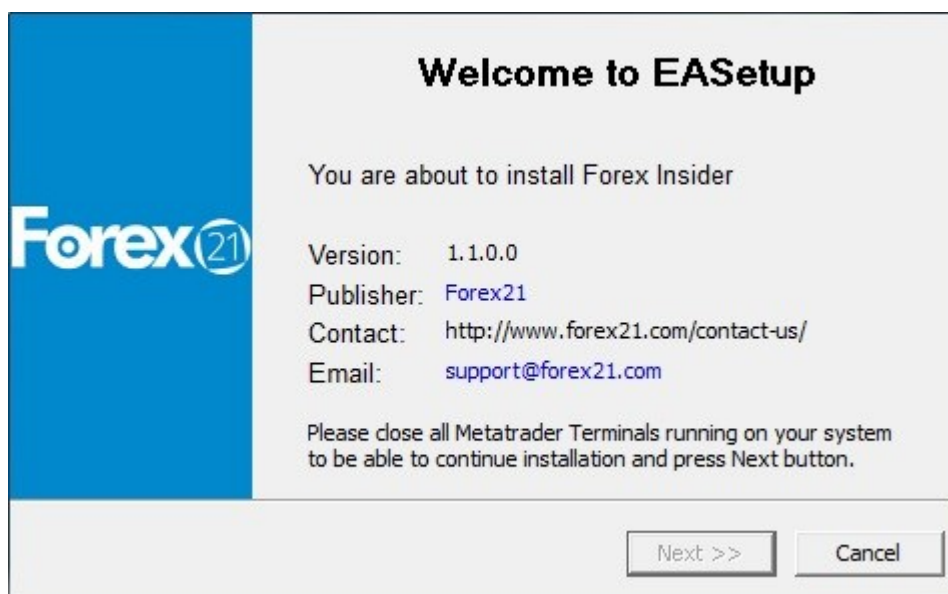 Welcome to EASetup
You are about to install Forex Insider
Forex21
Version: 1.1.0.0
Publisher: Forex21
Contact: http://www.forex21.com/contact-us/
Email: support@forex21.com
Please close all Metatrader Terminals running on your system
to be able to continue installation and press Next button.
Next >>
Cancel